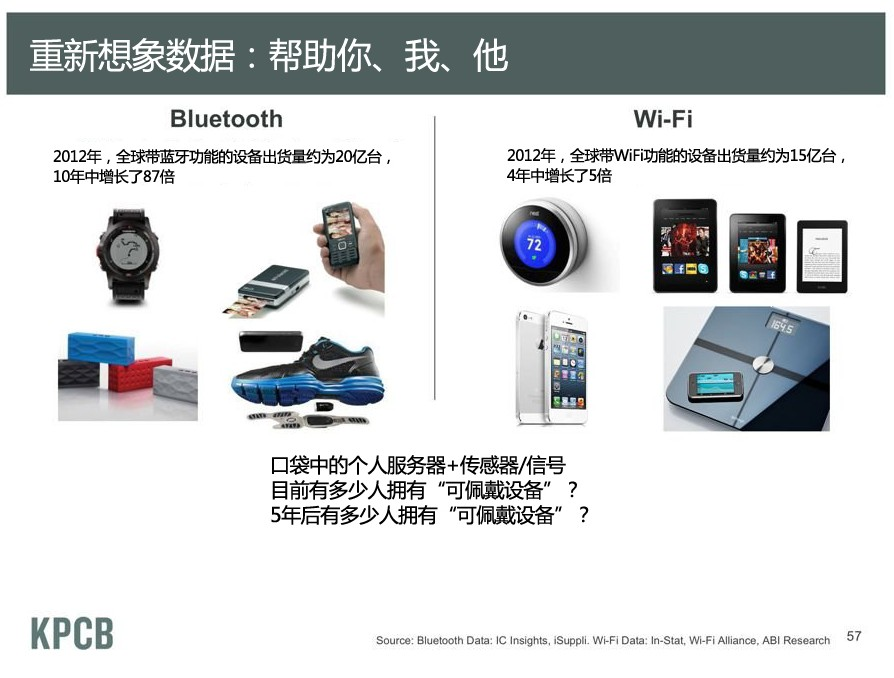 重新想象数据：帮助你、我、他
Bluetooth
2012年，全球带蓝牙功能的设备出货量约为20亿台，
10年中增长了87倍
Wi-Fi
2012年，全球带WiFi功能的设备出货量约为15亿台，
4年中增长了5倍
nest
72
164.5
口袋中的个人服务器+传感器/信号
目前有多少人拥有“可佩戴设备”？
5年后有多少人拥有“可佩戴设备”？
KPCB
Source: Bluetooth Data: IC Insights, iSuppli. Wi-Fi Data: In-Stat, Wi-Fi Alliance, ABI Research
57